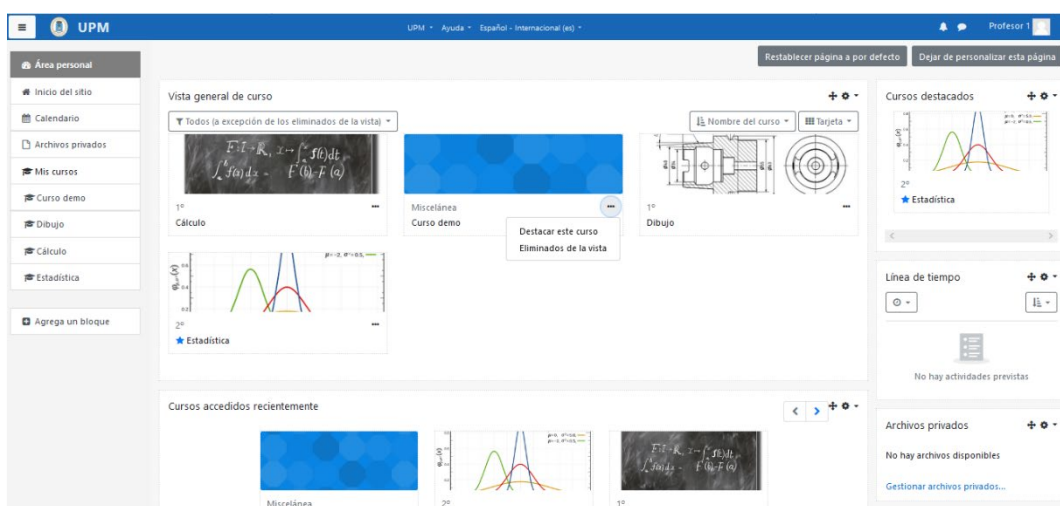 UPM
UPM Ayuda Español - Internacional (es)
Profesor 1
Restablecer página a por defecto
Dejar de personalizar esta página
Área personal
Inicio del sitio
Calendario
Archivos privados
Mis cursos
Curso demo
Dibujo
Cálculo
Estadística
Agrega un bloque
Vista general de curso
Todos (a excepción de los eliminados de la vista)
Nombre del curso
Tarjeta
1º
Cálculo
Miscelánea
Curso demo
Destacar este curso
Eliminados de la vista
1º
Dibujo
2º
Estadística
Cursos accedidos recientemente
Miscelánea
2º
1º
Cursos destacados
2º
Estadística
Línea de tiempo
No hay actividades previstas
Archivos privados
No hay archivos disponibles
Gestionar archivos privados...